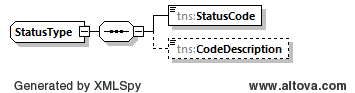 tns:StatusCode
StatusType
tns:CodeDescription
Generated by XMLSpy
www.altova.com